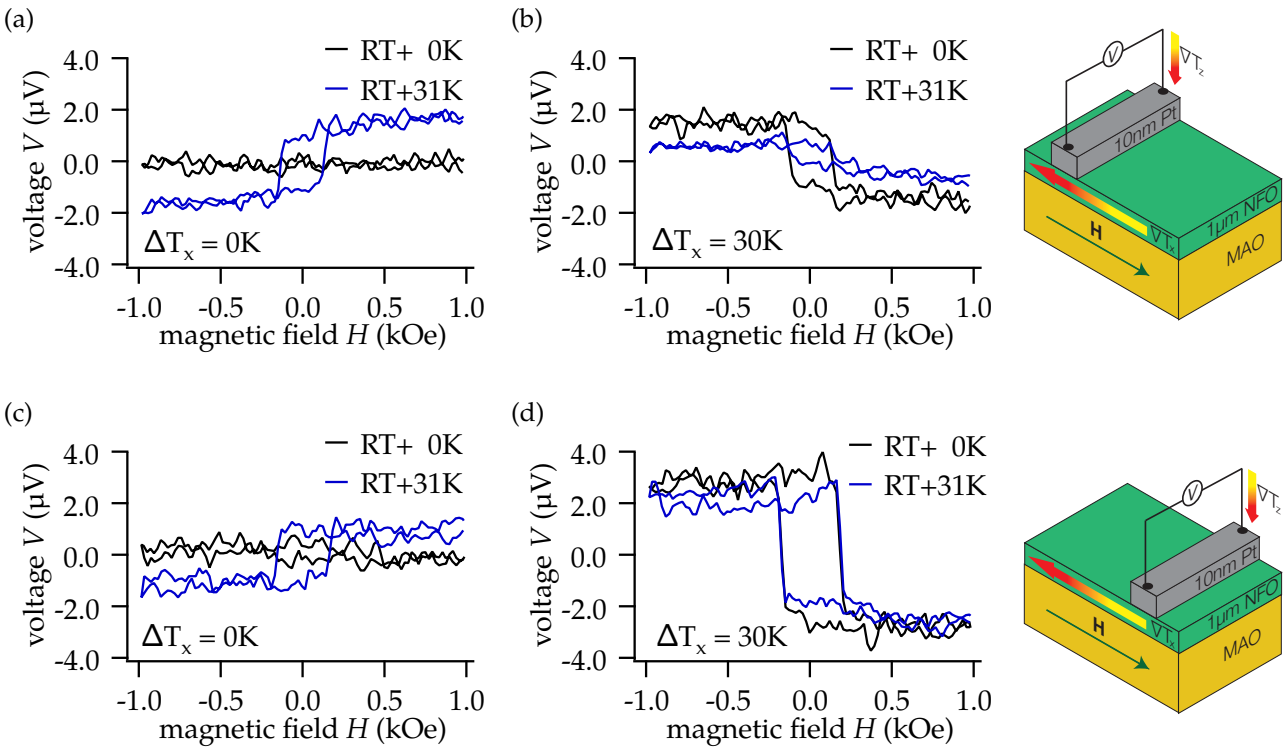 (a)
4.0
2.0
0.0
-2.0
-4.0
voltage V (µV)
RT+ 0K
RT+31K
ΔTx = 0K
-1.0 -0.5 0.0 0.5 1.0
magnetic field H (kOe)
(b)
4.0
2.0
0.0
-2.0
-4.0
voltage V (µV)
RT+ 0K
RT+31K
ΔTx = 30K
-1.0 -0.5 0.0 0.5 1.0
magnetic field H (kOe)
V
∇Tz
10nm Pt
∇Tx
1µm NFO
H
MAO
(c)
4.0
2.0
0.0
-2.0
-4.0
voltage V (µV)
RT+ 0K
RT+31K
ΔTx = 0K
-1.0 -0.5 0.0 0.5 1.0
magnetic field H (kOe)
(d)
4.0
2.0
0.0
-2.0
-4.0
voltage V (µV)
RT+ 0K
RT+31K
ΔTx = 30K
-1.0 -0.5 0.0 0.5 1.0
magnetic field H (kOe)
V
∇Tz
10nm Pt
∇Tx
1µm NFO
H
MAO